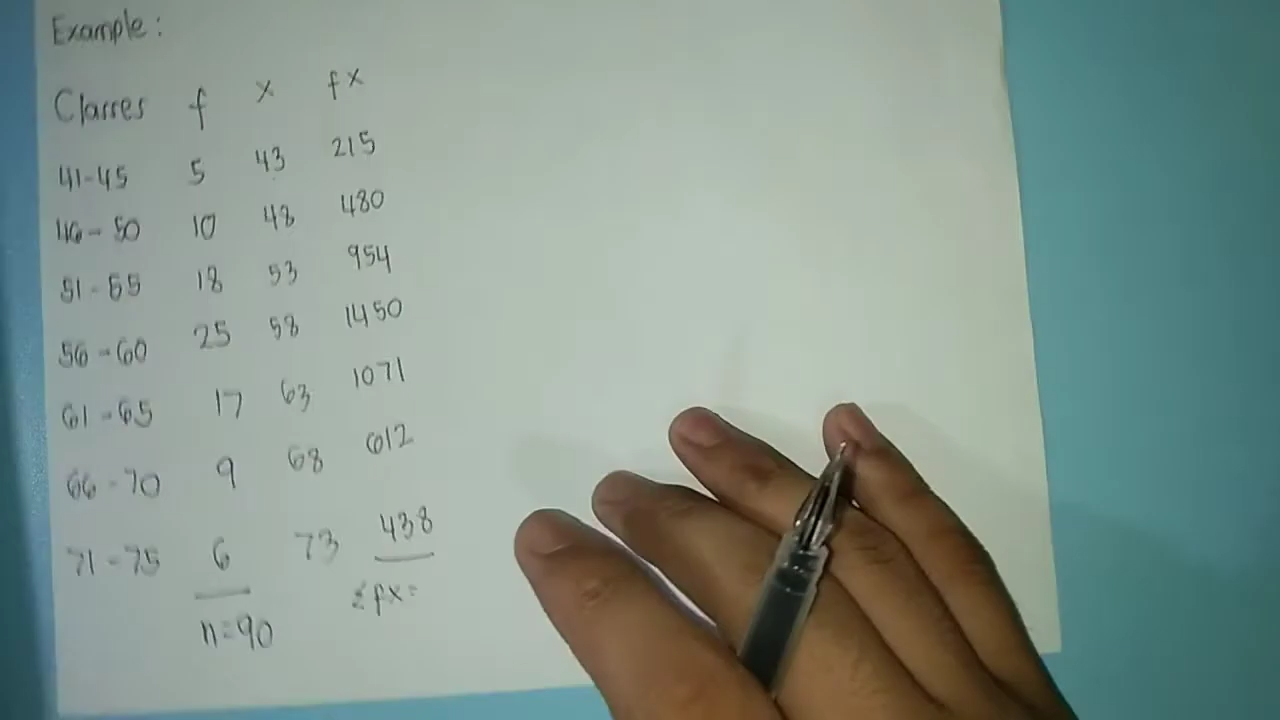 Example:
Classes f x fx
41-45 5 43 215
46-50 10 48 480
51-55 18 53 954
56-60 25 58 1450
61-65 17 63 1071
66-70 9 68 612
71-75 6 73 438
n=90 Σfx=